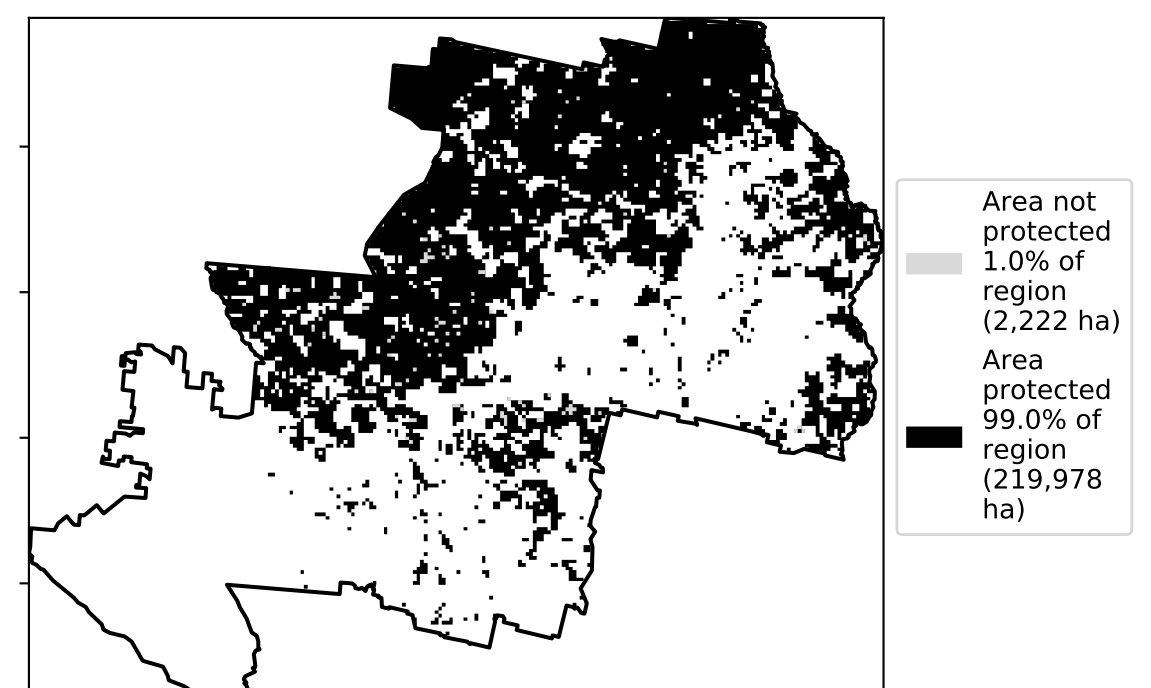 Area not
protected
1.0% of
region
(2,222 ha)
Area
protected
99.0% of
region
(219,978
ha)